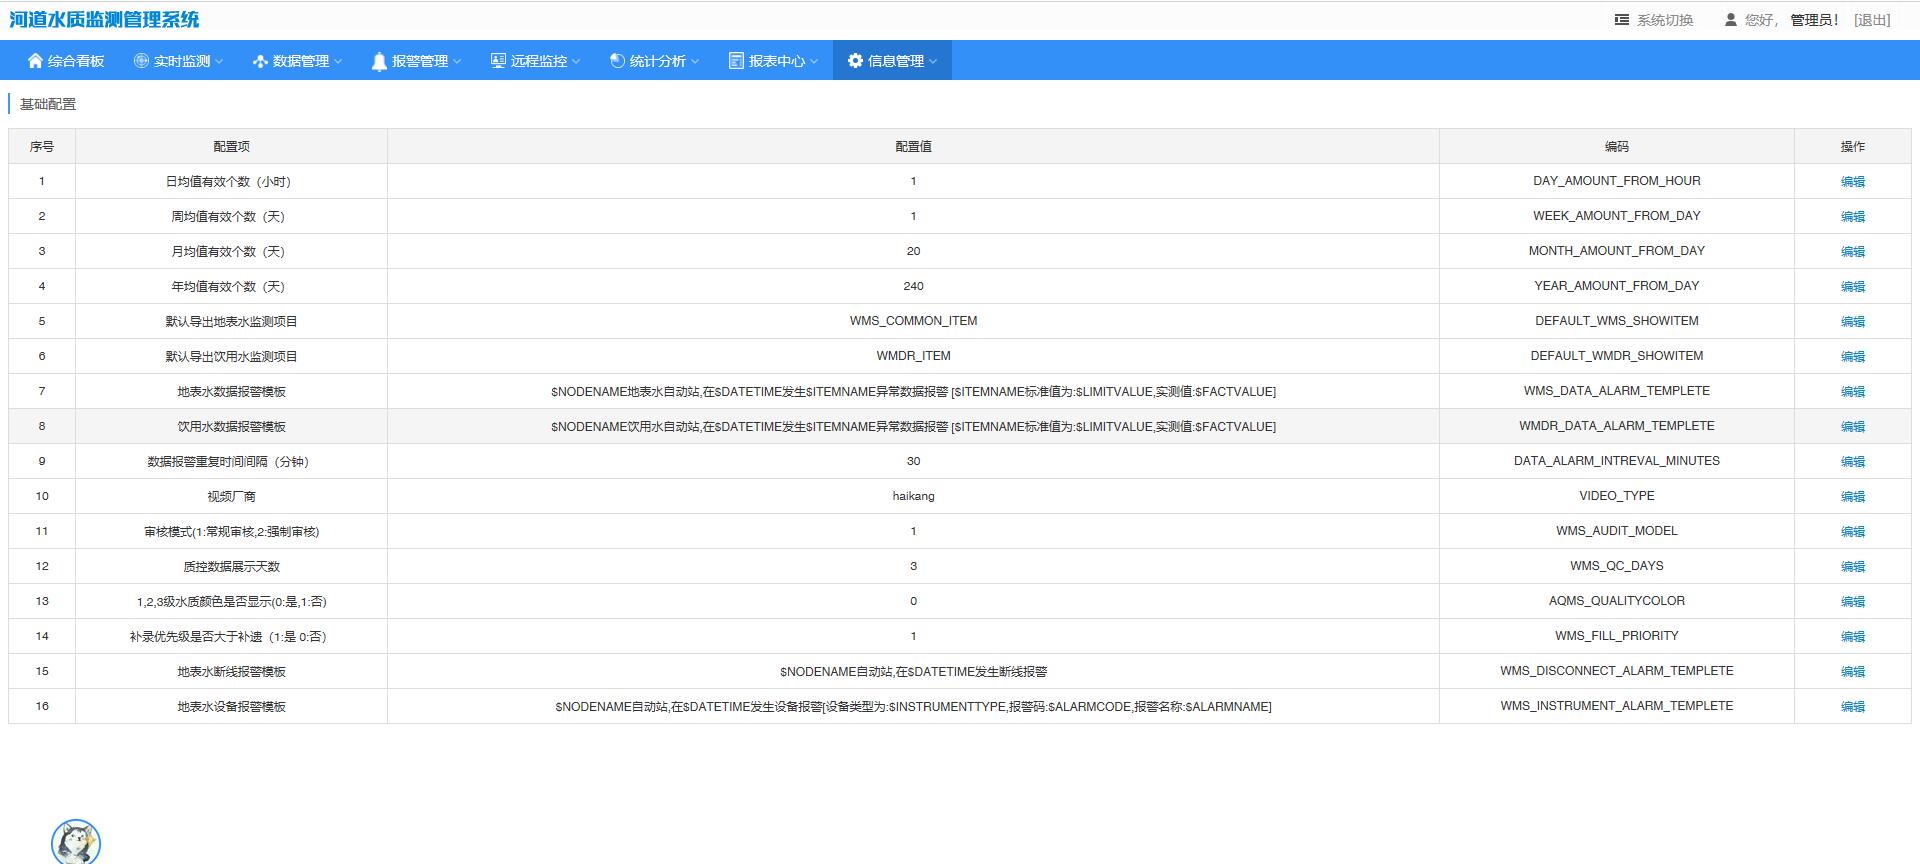 河道水质监测管理系统 系统切换 您好, 管理员! [退出]
综合看板 实时监测 数据管理 报警管理 远程监控 统计分析 报表中心 信息管理
基础配置
序号 配置项 配置值 编码 操作
1 日均值有效个数（小时） 1 DAY_AMOUNT_FROM_HOUR 编辑
2 周均值有效个数（天） 1 WEEK_AMOUNT_FROM_DAY 编辑
3 月均值有效个数（天） 20 MONTH_AMOUNT_FROM_DAY 编辑
4 年均值有效个数（天） 240 YEAR_AMOUNT_FROM_DAY 编辑
5 默认导出地表水监测项目 WMS_COMMON_ITEM DEFAULT_WMS_SHOWITEM 编辑
6 默认导出饮用水监测项目 WMDR_ITEM DEFAULT_WMDR_SHOWITEM 编辑
7 地表水数据报警模板 $NODENAME地表水自动站,在$DATETIME发生$ITEMNAME异常数据报警 [$ITEMNAME标准值为:$LIMITVALUE,实测值:$FACTVALUE] WMS_DATA_ALARM_TEMPLETE 编辑
8 饮用水数据报警模板 $NODENAME饮用水自动站,在$DATETIME发生$ITEMNAME异常数据报警 [$ITEMNAME标准值为:$LIMITVALUE,实测值:$FACTVALUE] WMDR_DATA_ALARM_TEMPLETE 编辑
9 数据报警重复时间间隔（分钟） 30 DATA_ALARM_INTREVAL_MINUTES 编辑
10 视频厂商 haikang VIDEO_TYPE 编辑
11 审核模式(1:常规审核,2:强制审核) 1 WMS_AUDIT_MODEL 编辑
12 质控数据展示天数 3 WMS_QC_DAYS 编辑
13 1,2,3级水质颜色是否显示(0:是,1:否) 0 AQMS_QUALITYCOLOR 编辑
14 补录优先级是否大于补遗（1:是 0:否） 1 WMS_FILL_PRIORITY 编辑
15 地表水断线报警模板 $NODENAME自动站,在$DATETIME发生断线报警 WMS_DISCONNECT_ALARM_TEMPLETE 编辑
16 地表水设备报警模板 $NODENAME自动站,在$DATETIME发生设备报警[设备类型为:$INSTRUMENTTYPE,报警码:$ALARMCODE,报警名称:$ALARMNAME] WMS_INSTRUMENT_ALARM_TEMPLETE 编辑